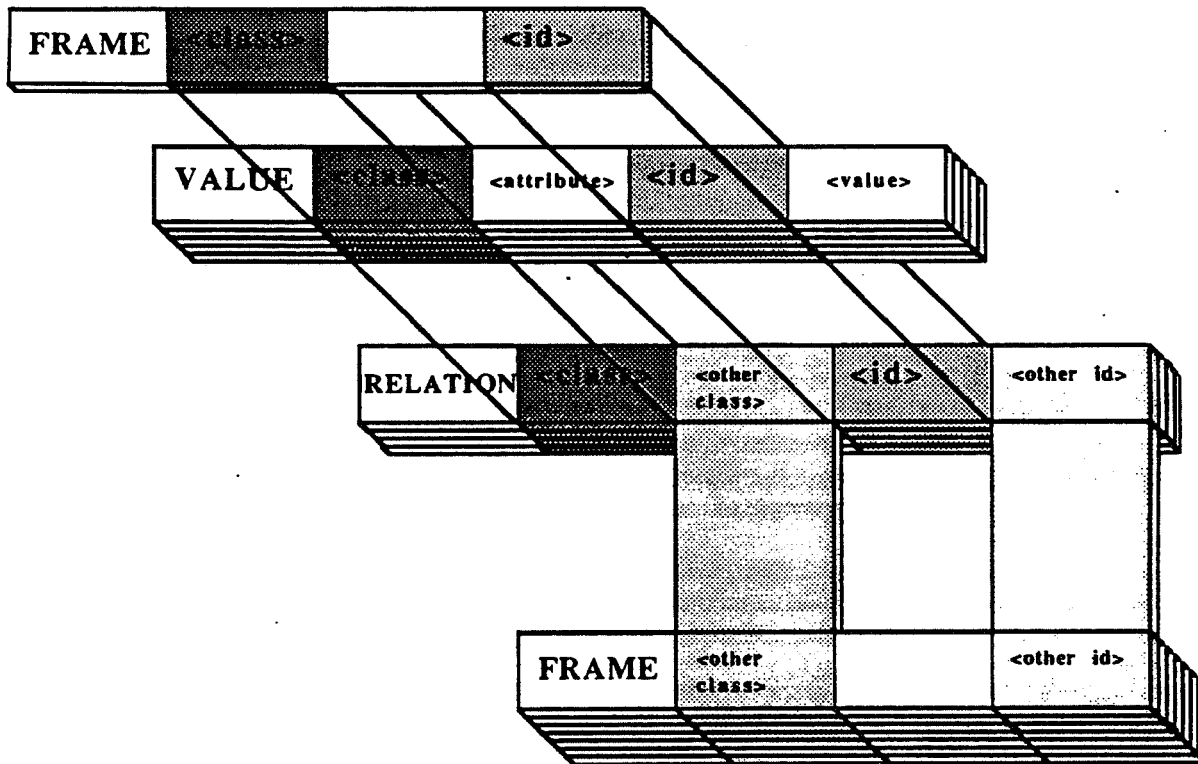 FRAME <class> <id>
VALUE <class> <attribute> <id> <value>
RELATION <class> <other class> <id> <other id>
FRAME <other class> <other id>